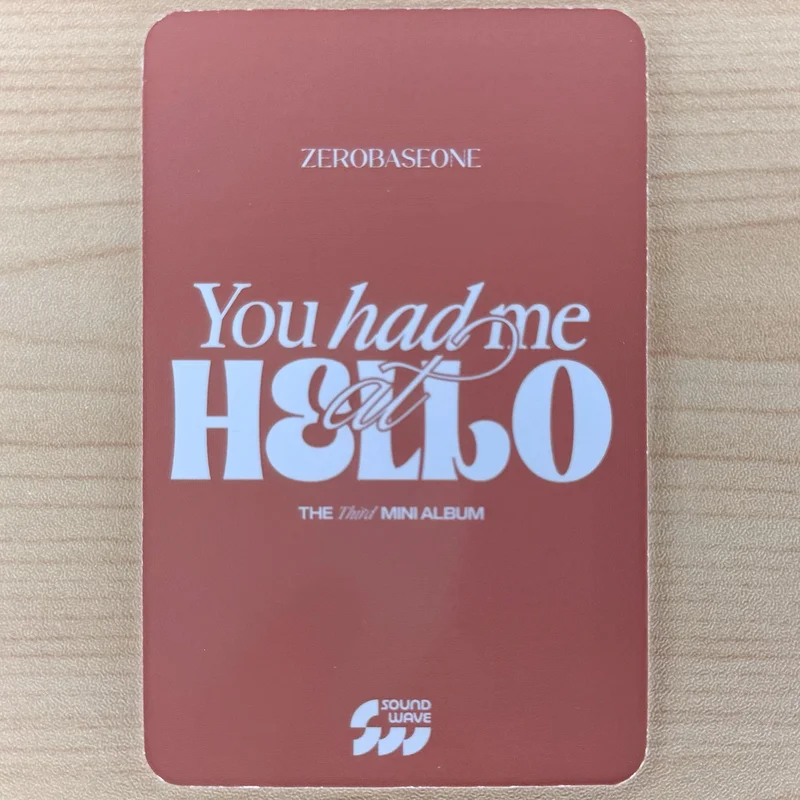 ZEROBASEONE
You had me
at
HELLO
THE Third MINI ALBUM
SOUND
WAVE